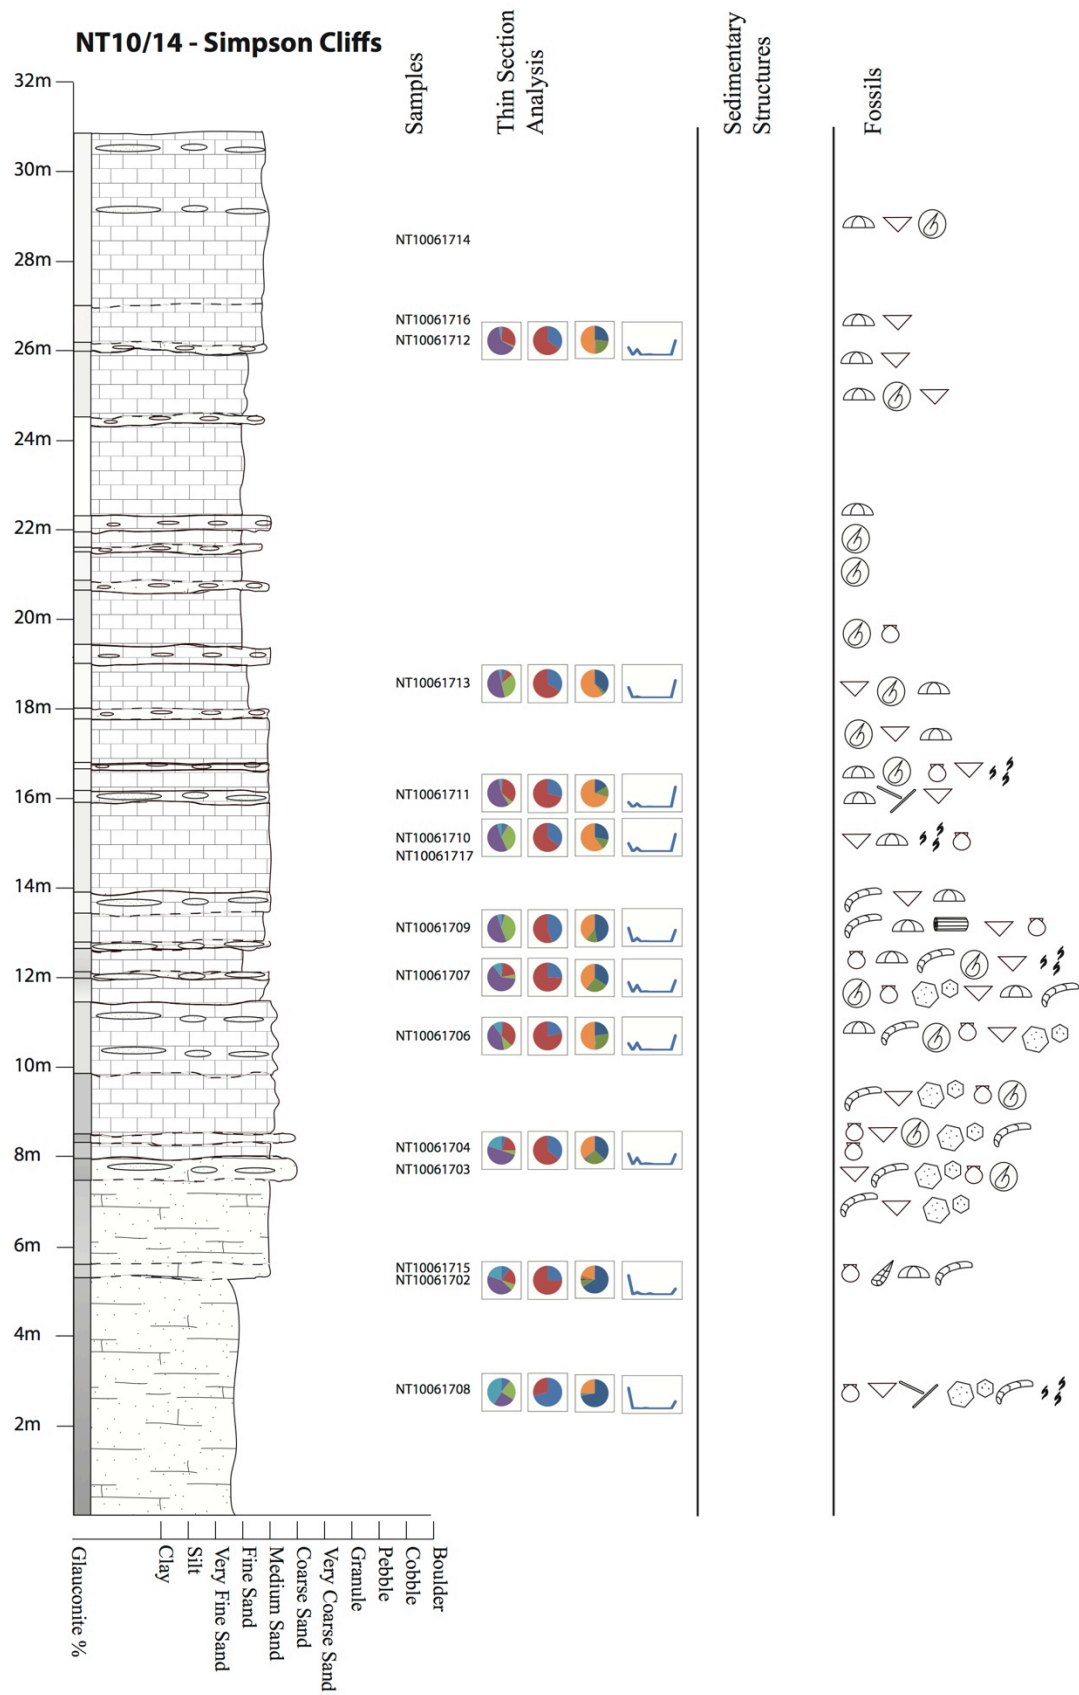 NT10/14 - Simpson Cliffs
Samples
Thin Section
Analysis
Sedimentary
Structures
Fossils
32m
30m
NT10061714
28m
NT10061716
NT10061712
26m
24m
22m
20m
NT10061713
18m
NT10061711
16m
NT10061710
NT10061717
14m
NT10061709
NT10061707
12m
NT10061706
10m
NT10061704
8m
NT10061703
6m
NT10061715
NT10061702
4m
NT10061708
2m
Glauconite %
Clay
Silt
Very Fine Sand
Fine Sand
Medium Sand
Coarse Sand
Very Coarse Sand
Granule
Pebble
Cobble
Boulder